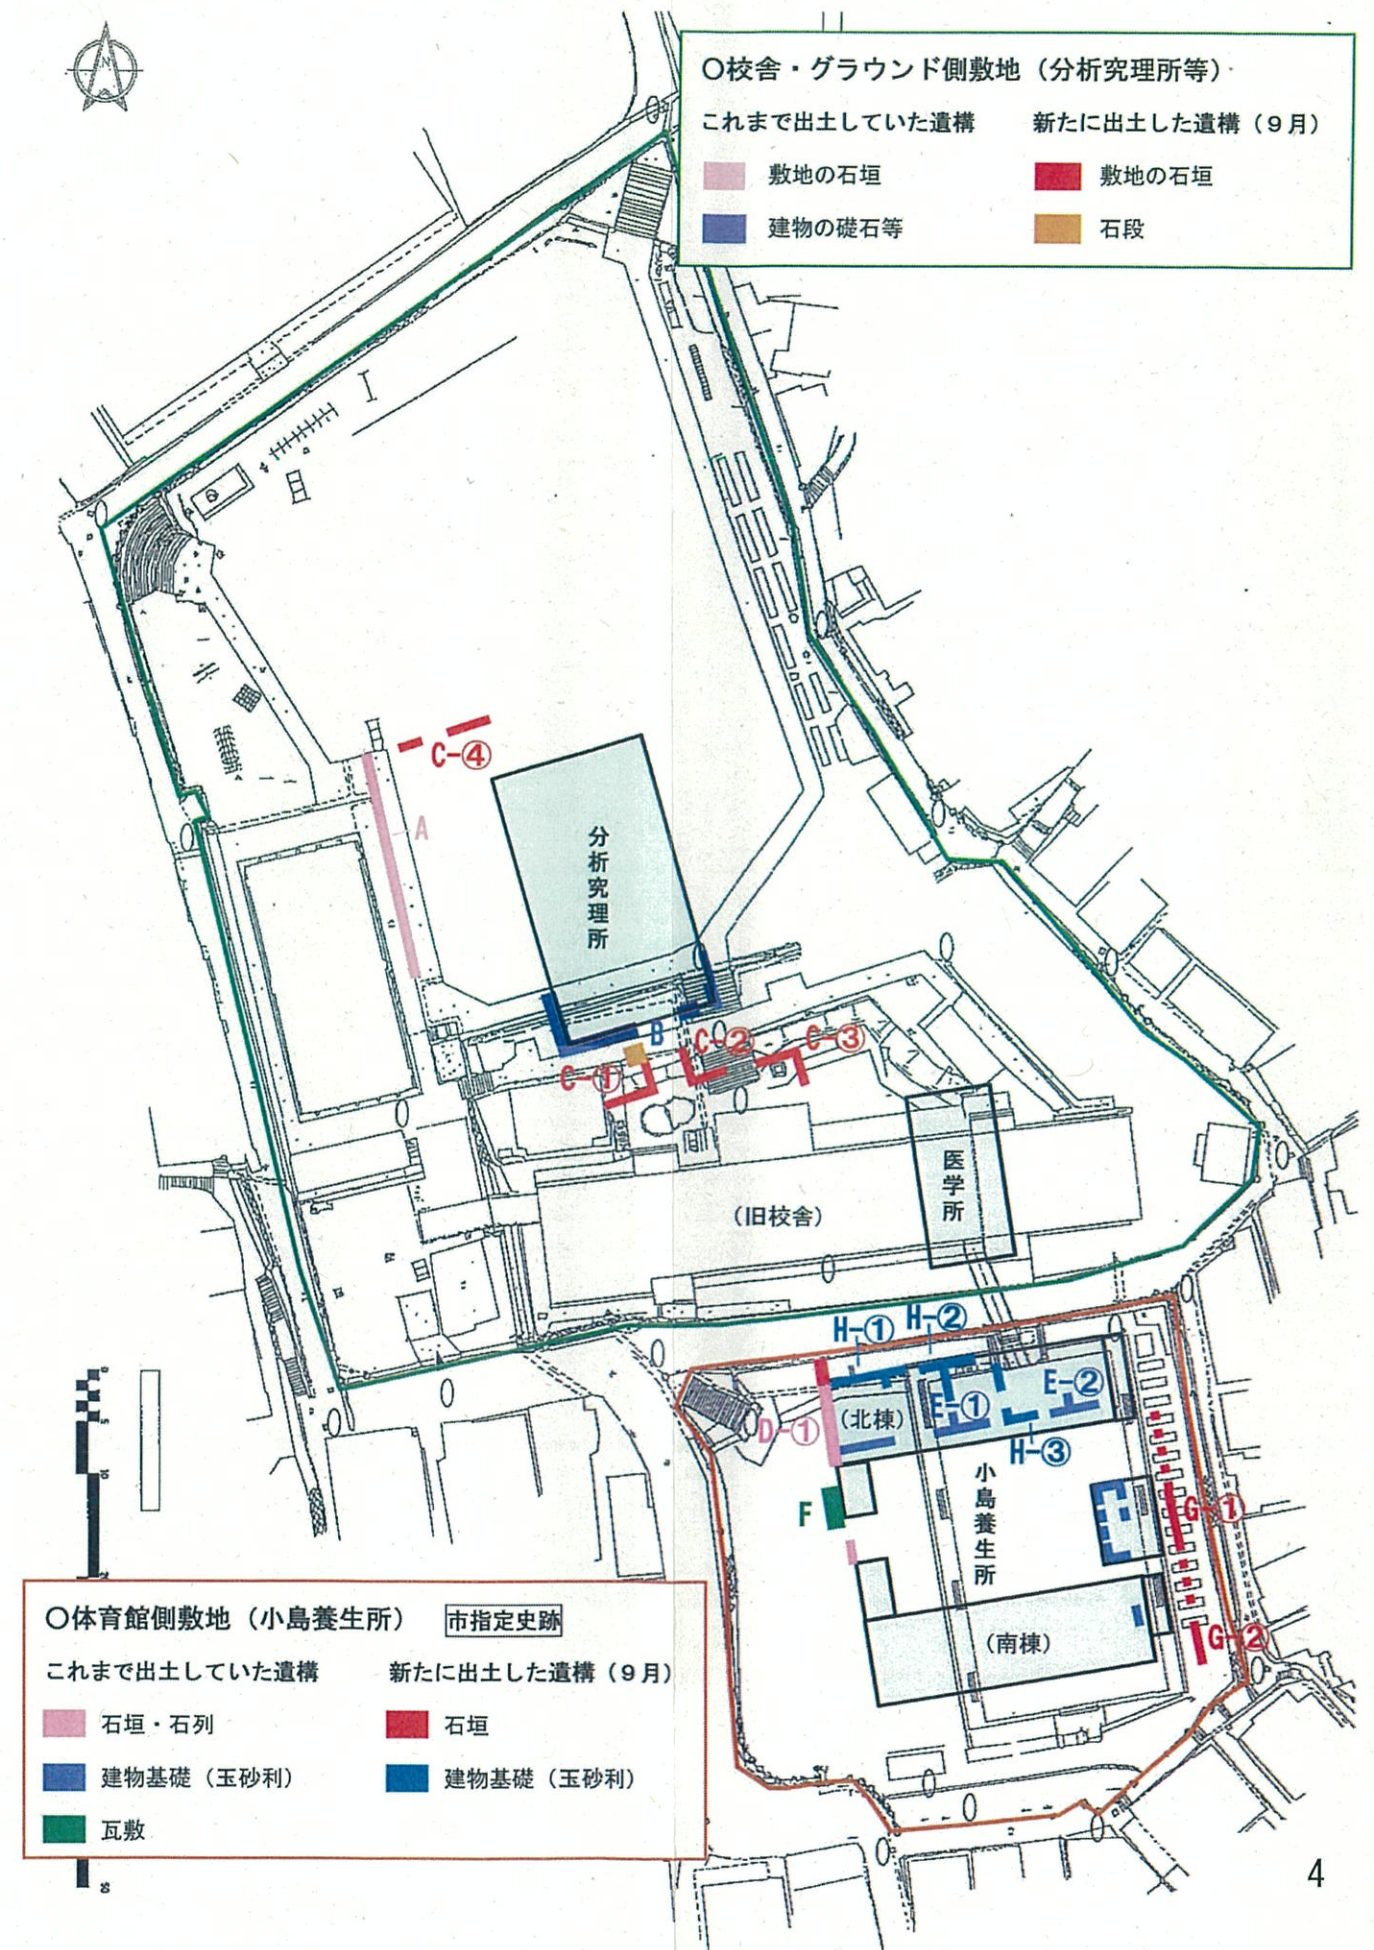 N
〇校舎・グラウンド側敷地（分析究理所等）
これまで出土していた遺構
新たに出土した遺構（９月）
敷地の石垣
敷地の石垣
建物の礎石等
石段
C-④
A
分析究理所
B
C-②
C-③
C-①
医学所
（旧校舎）
H-①
H-②
E-②
E-①
（北棟）
D-①
H-③
小島養生所
F
G-①
（南棟）
G-②
〇体育館側敷地（小島養生所）
市指定史跡
これまで出土していた遺構
新たに出土した遺構（９月）
石垣・石列
石垣
建物基礎（玉砂利）
建物基礎（玉砂利）
瓦敷
0
5
10
4